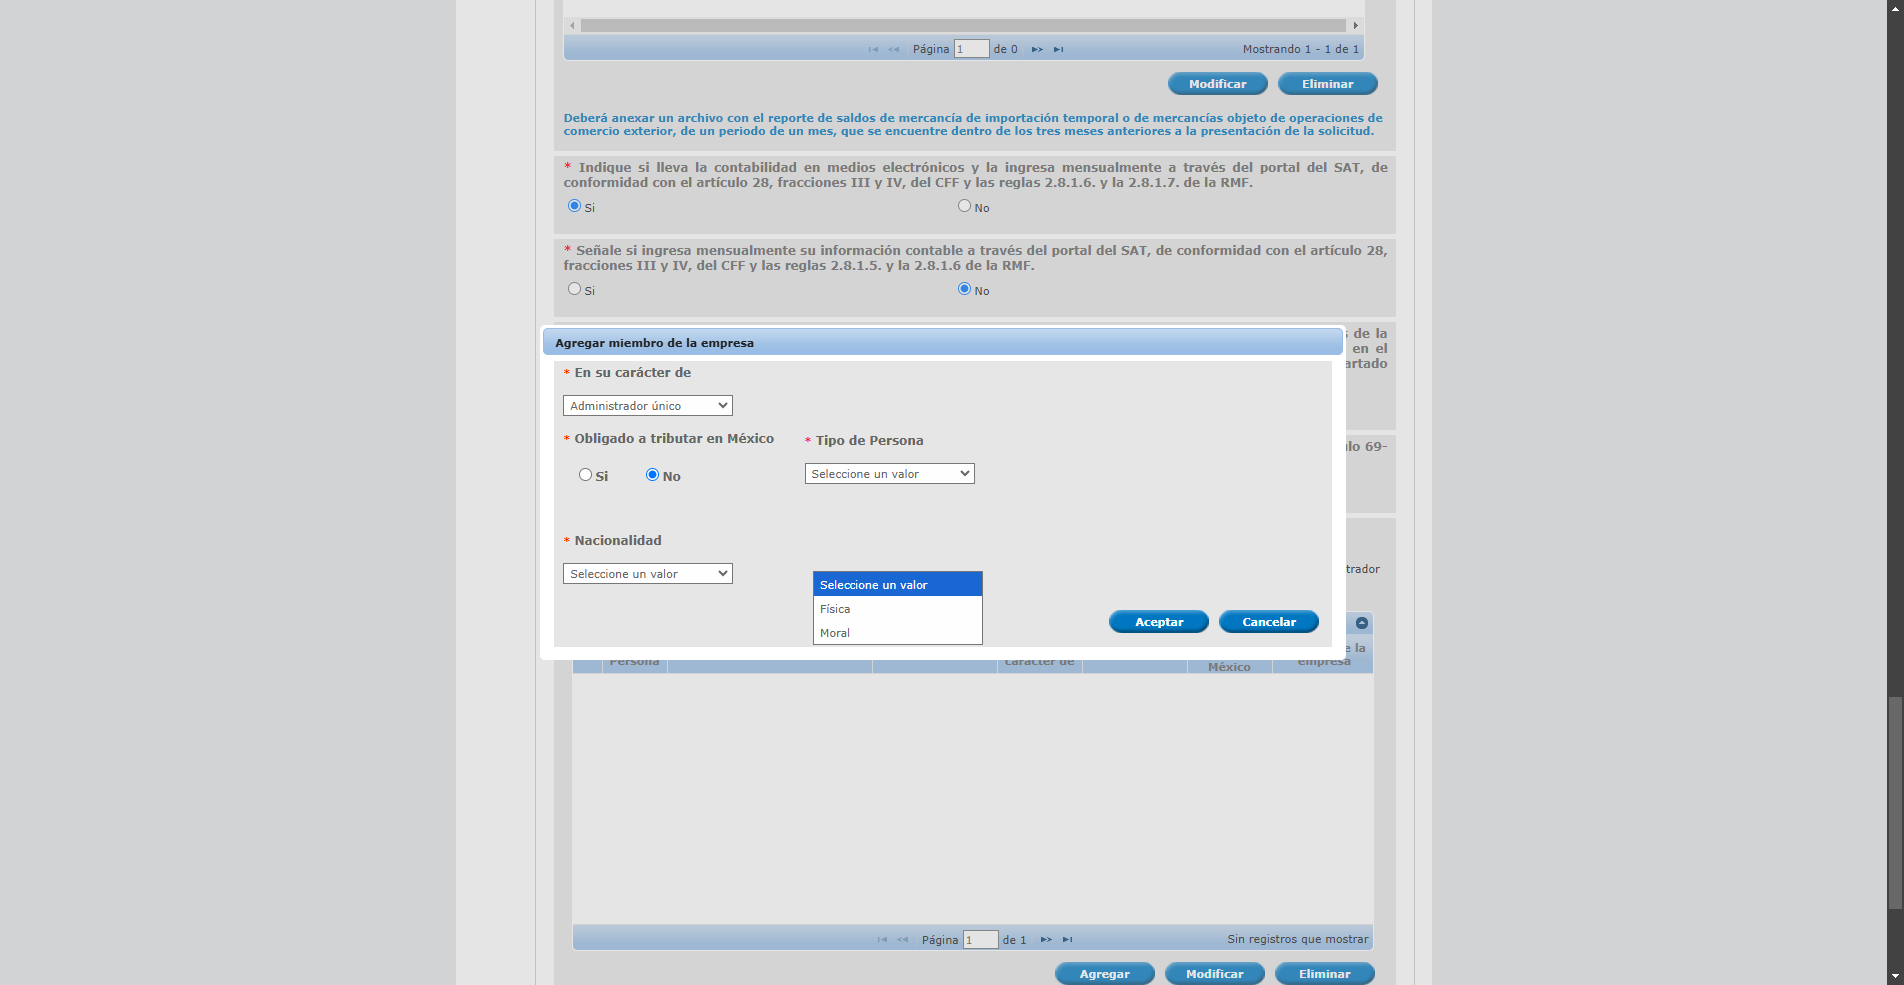 Página 1 de 0 Mostrando 1 - 1 de 1
Modificar Eliminar
Deberá anexar un archivo con el reporte de saldos de mercancía de importación temporal o de mercancías objeto de operaciones de
comercio exterior, de un periodo de un mes, que se encuentre dentro de los tres meses anteriores a la presentación de la solicitud.
* Indique si lleva la contabilidad en medios electrónicos y la ingresa mensualmente a través del portal del SAT, de
conformidad con el artículo 28, fracciones III y IV, del CFF y las reglas 2.8.1.6. y la 2.8.1.7. de la RMF.
Si No
* Señale si ingresa mensualmente su información contable a través del portal del SAT, de conformidad con el artículo 28,
fracciones III y IV, del CFF y las reglas 2.8.1.5. y la 2.8.1.6 de la RMF.
Si No
de la
en el
Agregar miembro de la empresa
* En su carácter de
Administrador único
* Obligado a tributar en México * Tipo de Persona
Si No Seleccione un valor
69-
* Nacionalidad
Seleccione un valor
Seleccione un valor
Física
Moral
Aceptar Cancelar
la
Persona carácter de México empresa
Página 1 de 1 Sin registros que mostrar
Agregar Modificar Eliminar